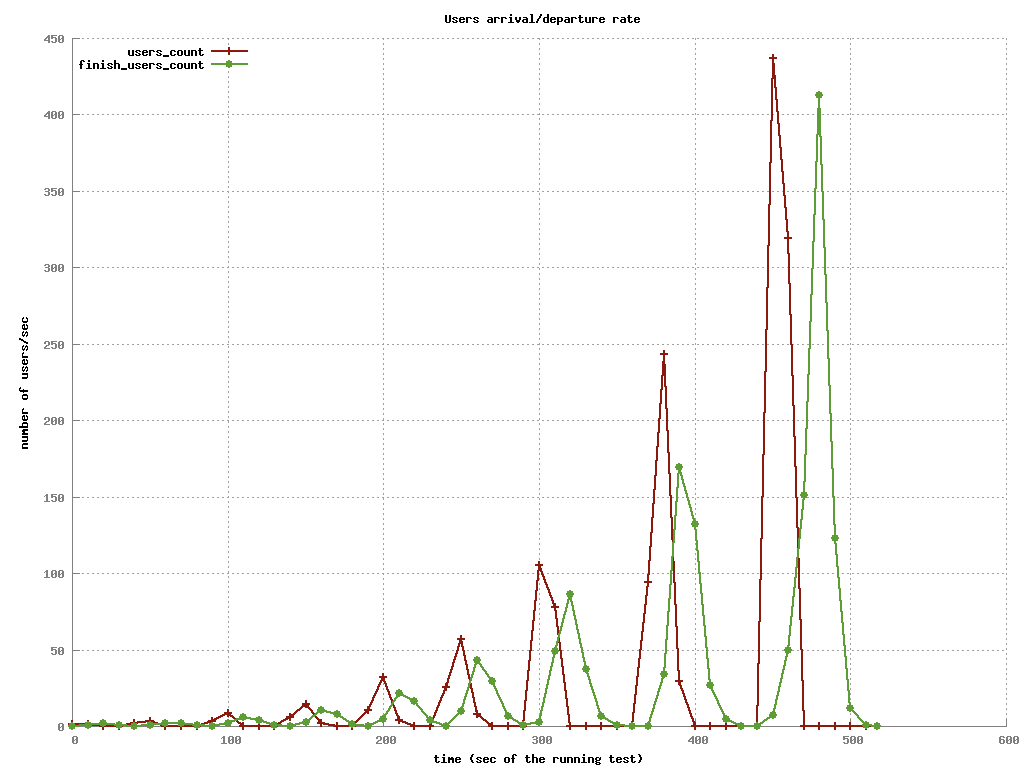 Users arrival/departure rate
users_count
finish_users_count
450
400
350
300
250
200
150
100
50
0
number of users/sec
0 100 200 300 400 500 600
time (sec of the running test)